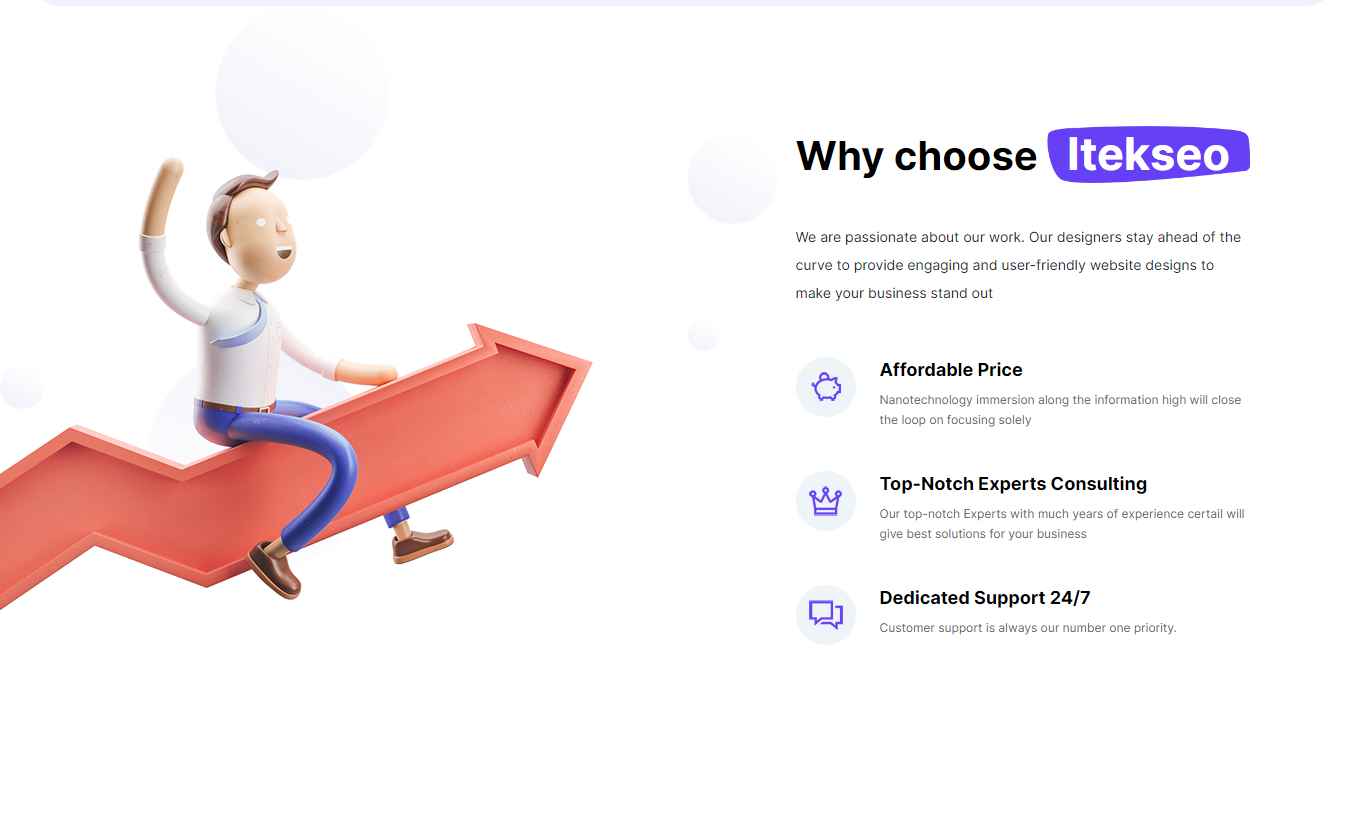 Why choose Itekseo
We are passionate about our work. Our designers stay ahead of the
curve to provide engaging and user-friendly website designs to
make your business stand out
Affordable Price
Nanotechnology immersion along the information high will close
the loop on focusing solely
Top-Notch Experts Consulting
Our top-notch Experts with much years of experience certail will
give best solutions for your business
Dedicated Support 24/7
Customer support is always our number one priority.